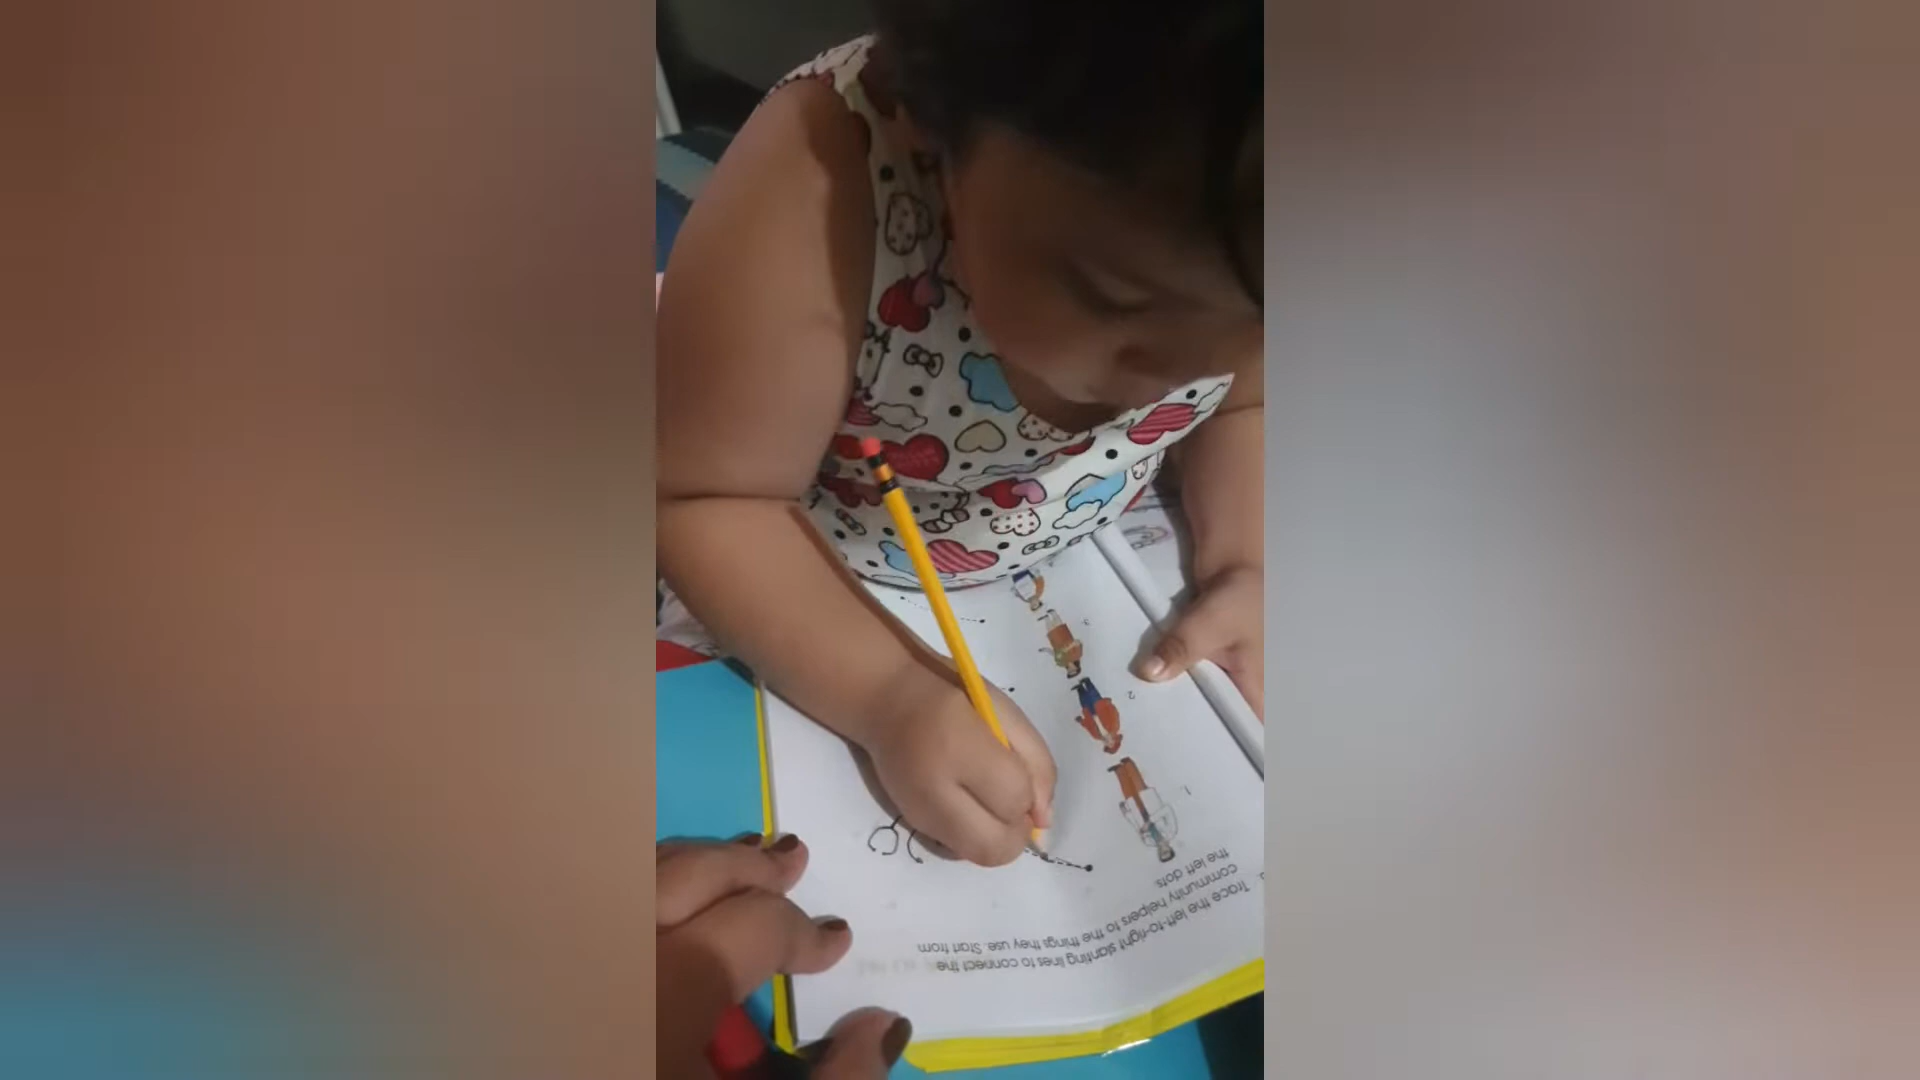 Trace the left-to-right slanting lines to connect the
community helpers to the things they use. Start from
the left dots.
1.
2.
3.